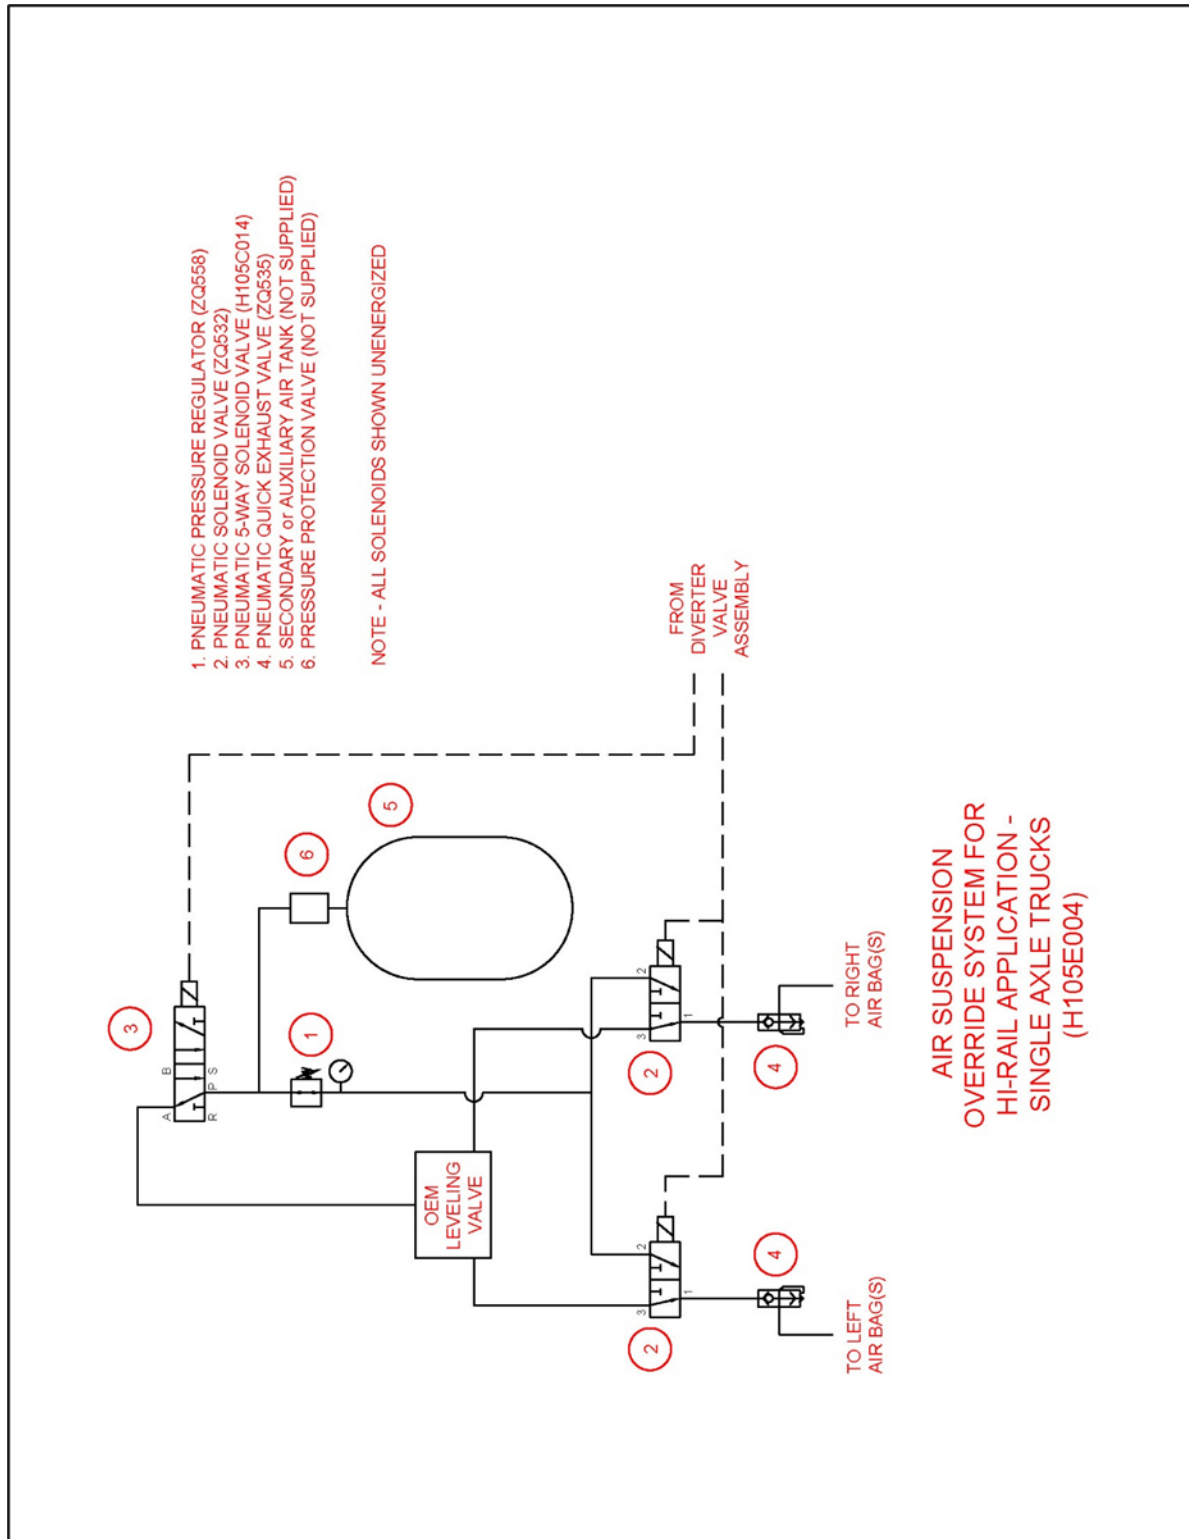 1. PNEUMATIC PRESSURE REGULATOR (ZQ558)
2. PNEUMATIC SOLENOID VALVE (ZQ532)
3. PNEUMATIC 5-WAY SOLENOID VALVE (H105C014)
4. PNEUMATIC QUICK EXHAUST VALVE (ZQ535)
5. SECONDARY or AUXILIARY AIR TANK (NOT SUPPLIED)
6. PRESSURE PROTECTION VALVE (NOT SUPPLIED)
NOTE - ALL SOLENOIDS SHOWN UNENERGIZED
3
A
B
R
P
S
1
6
5
OEM
LEVELING
VALVE
FROM
DIVERTER
VALVE
ASSEMBLY
2
3
2
1
2
3
2
1
4
4
TO LEFT
AIR BAG(S)
TO RIGHT
AIR BAG(S)
AIR SUSPENSION
OVERRIDE SYSTEM FOR
HI-RAIL APPLICATION -
SINGLE AXLE TRUCKS
(H105E004)